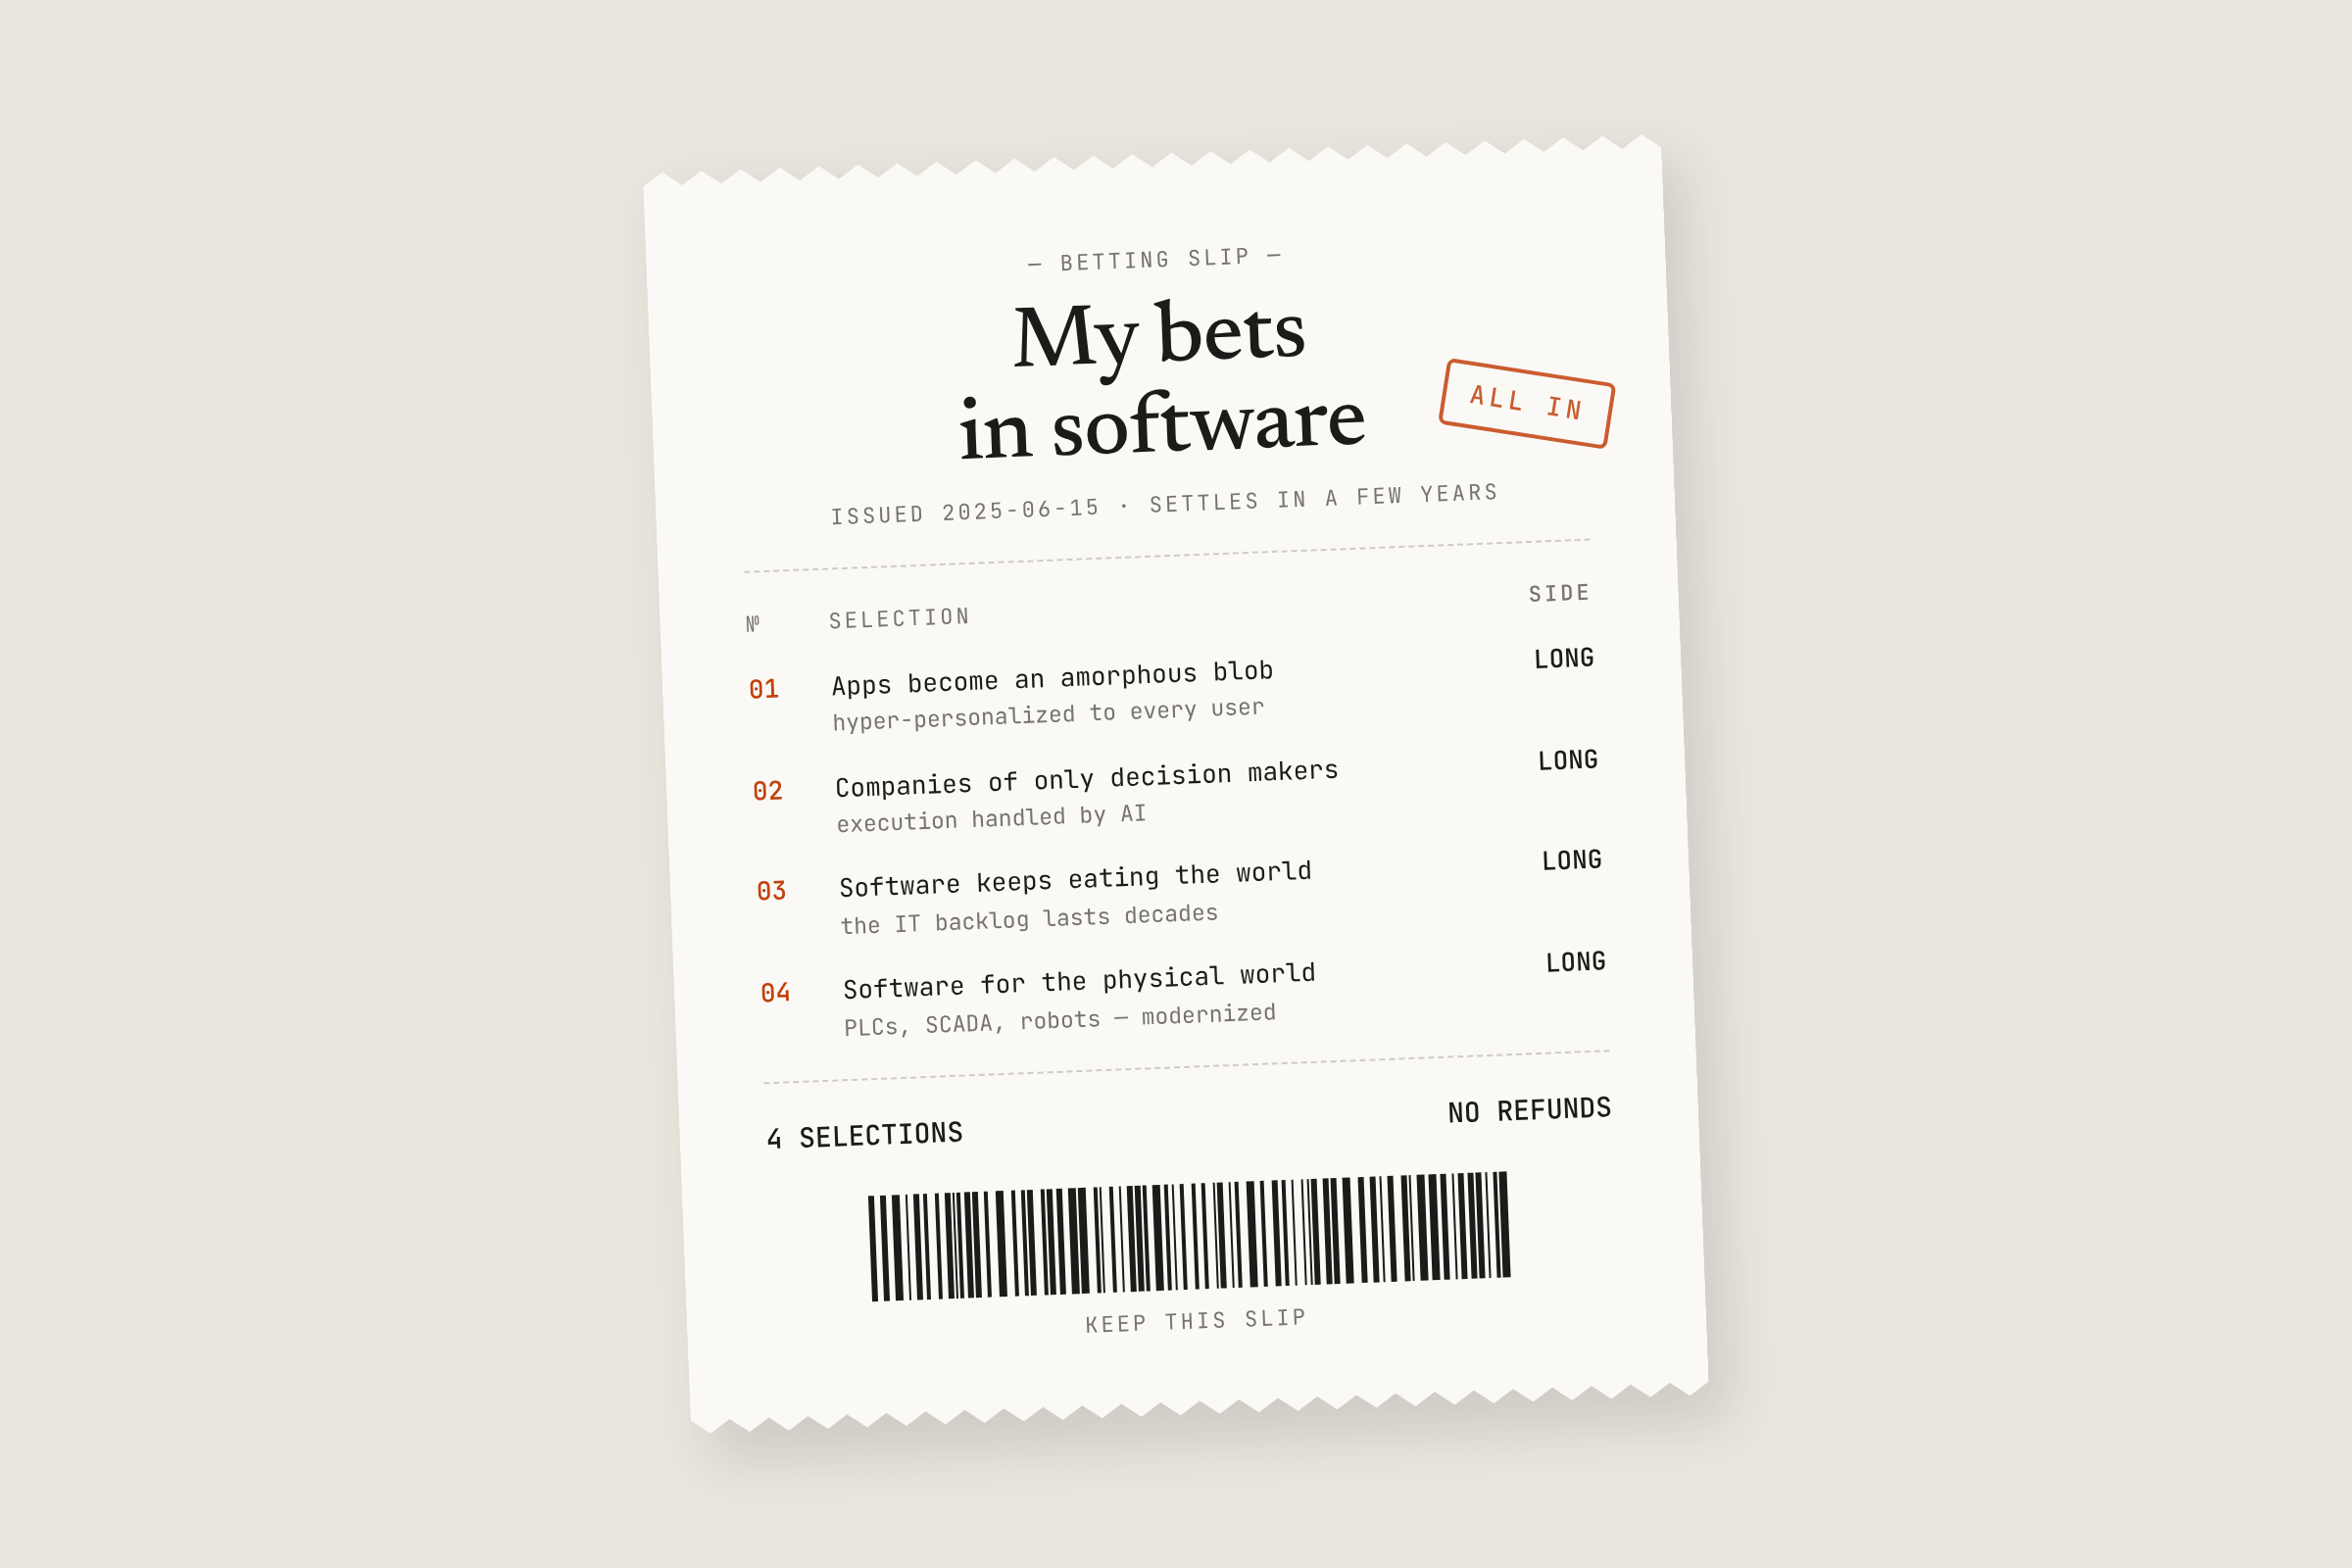 — BETTING SLIP —
My bets
in software
ALL IN
ISSUED 2025-06-15 · SETTLES IN A FEW YEARS
№ SELECTION SIDE
01 Apps become an amorphous blob LONG
hyper-personalized to every user
02 Companies of only decision makers LONG
execution handled by AI
03 Software keeps eating the world LONG
the IT backlog lasts decades
04 Software for the physical world LONG
PLCs, SCADA, robots — modernized
4 SELECTIONS NO REFUNDS
KEEP THIS SLIP